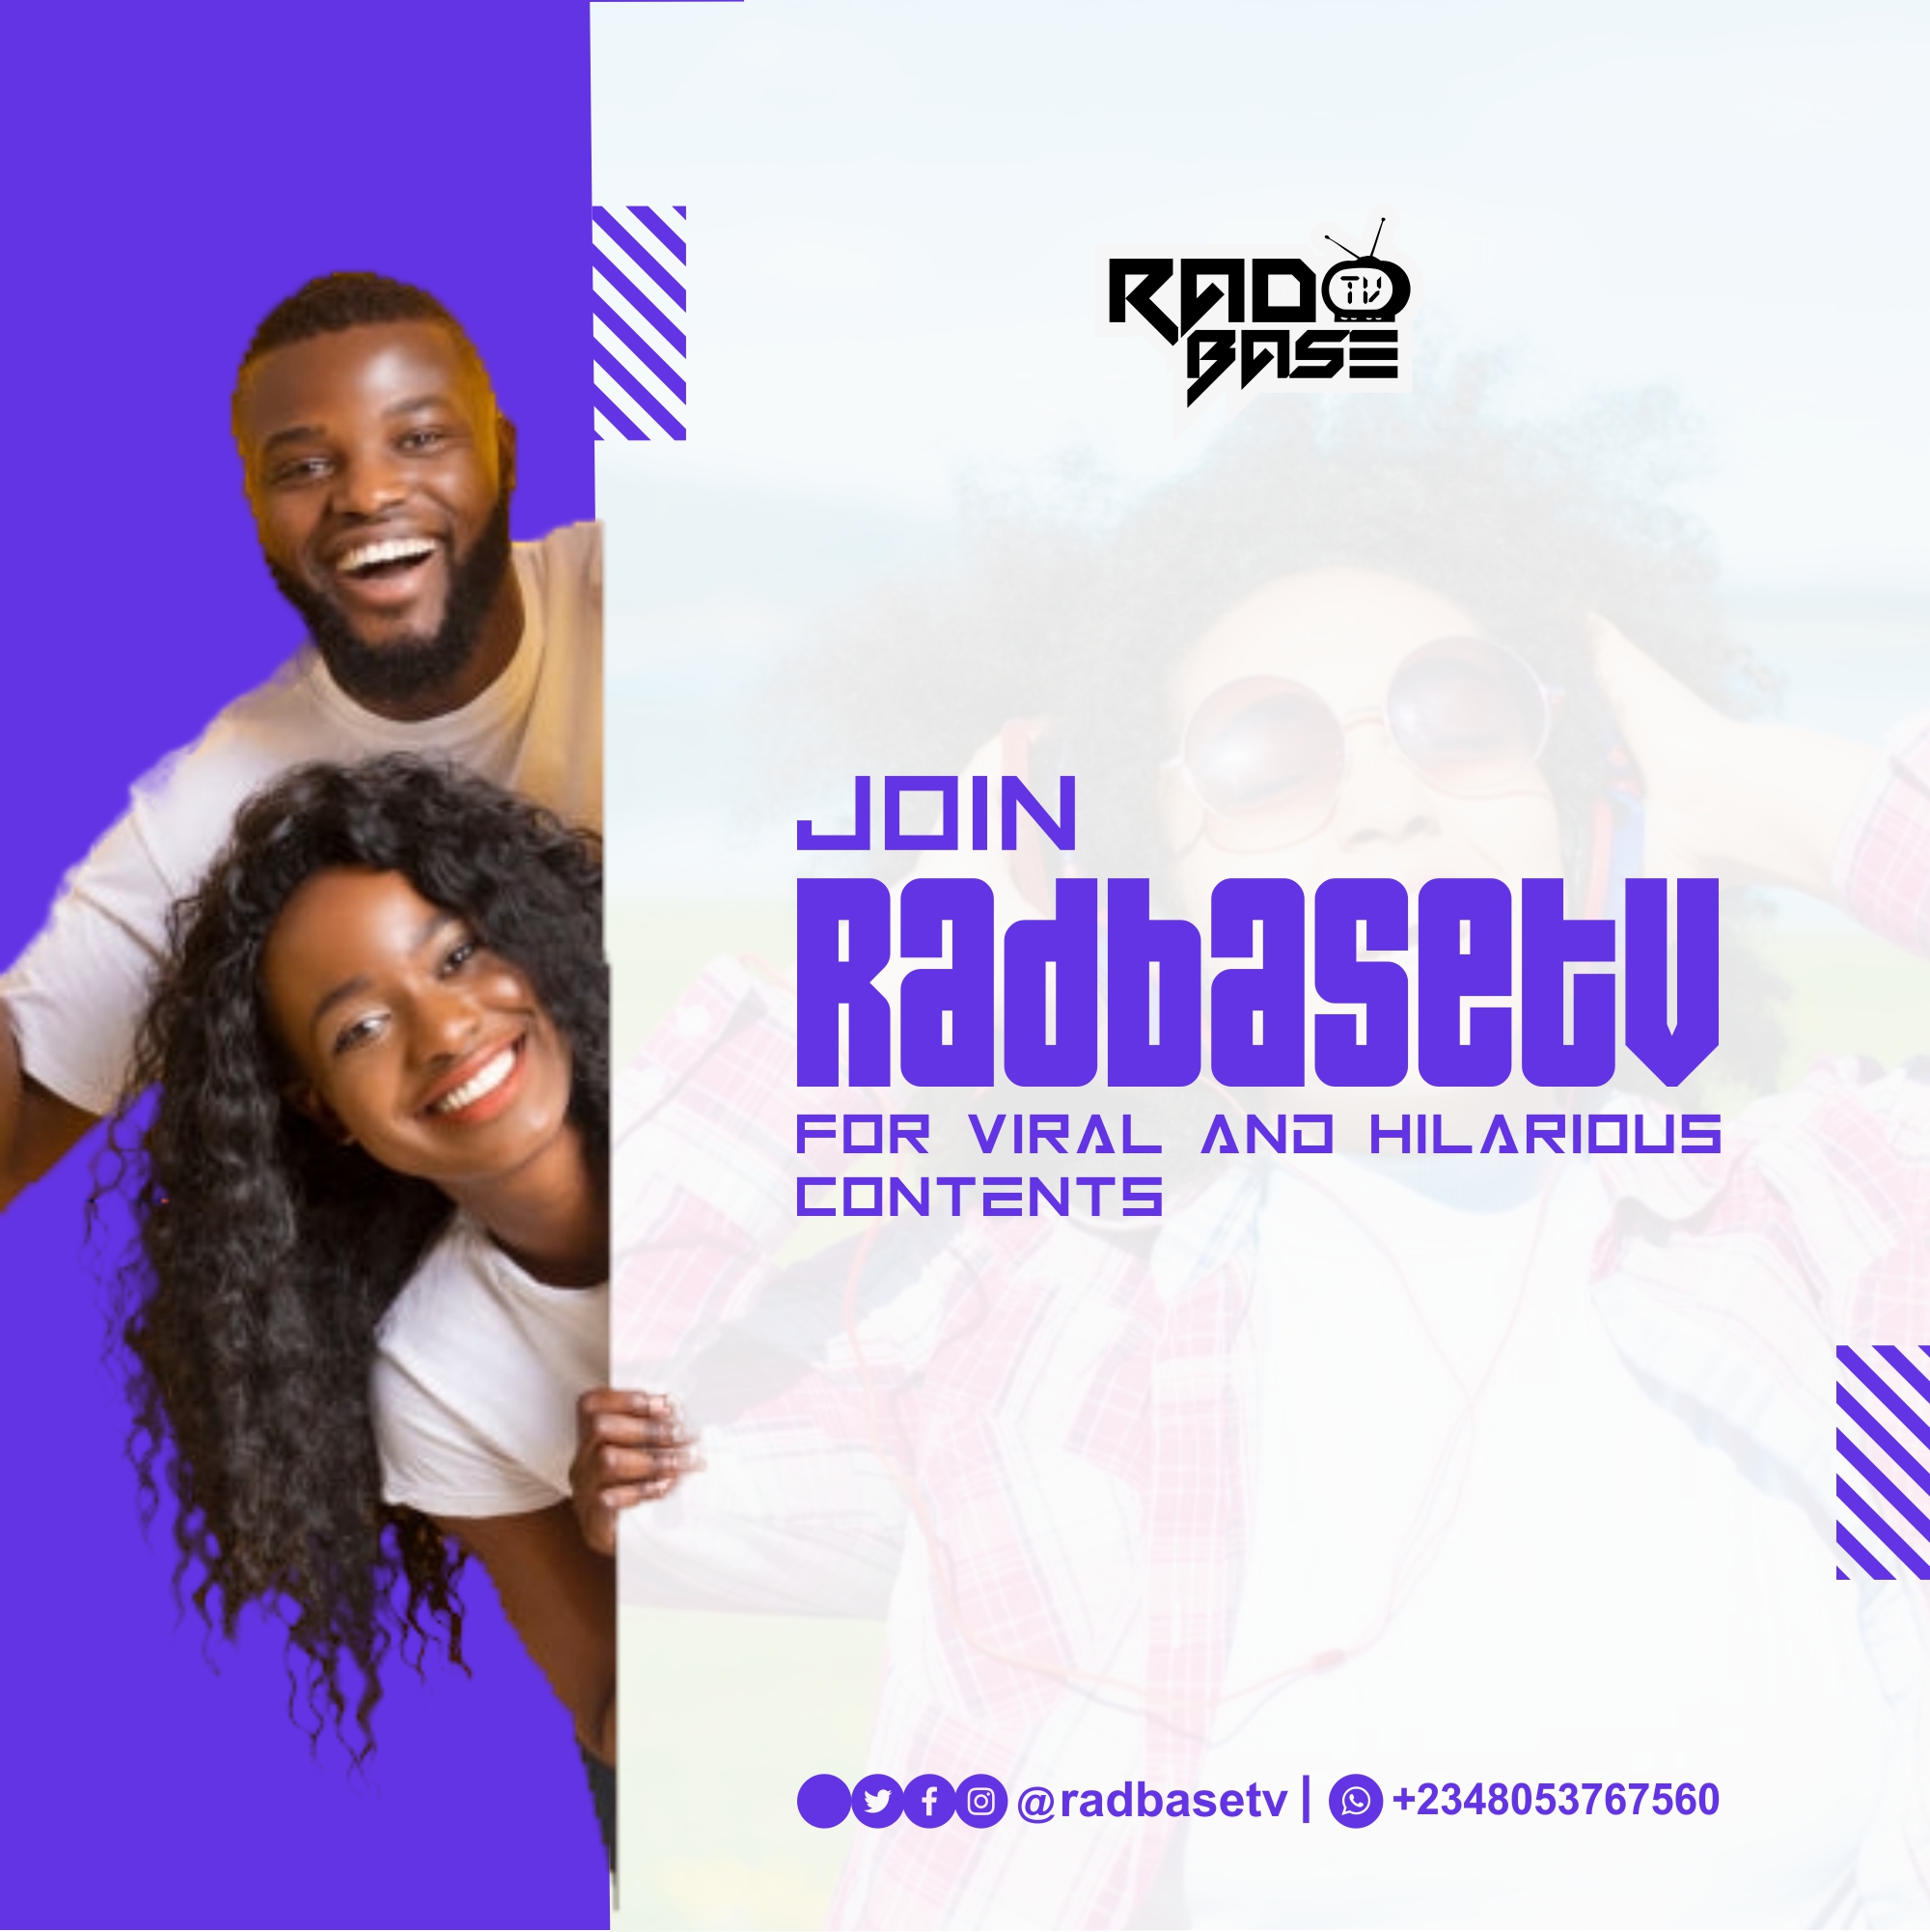 RAD TV
BASE
JOIN
Radbasetv
FOR VIRAL AND HILARIOUS
CONTENTS
@radbasetv | +2348053767560